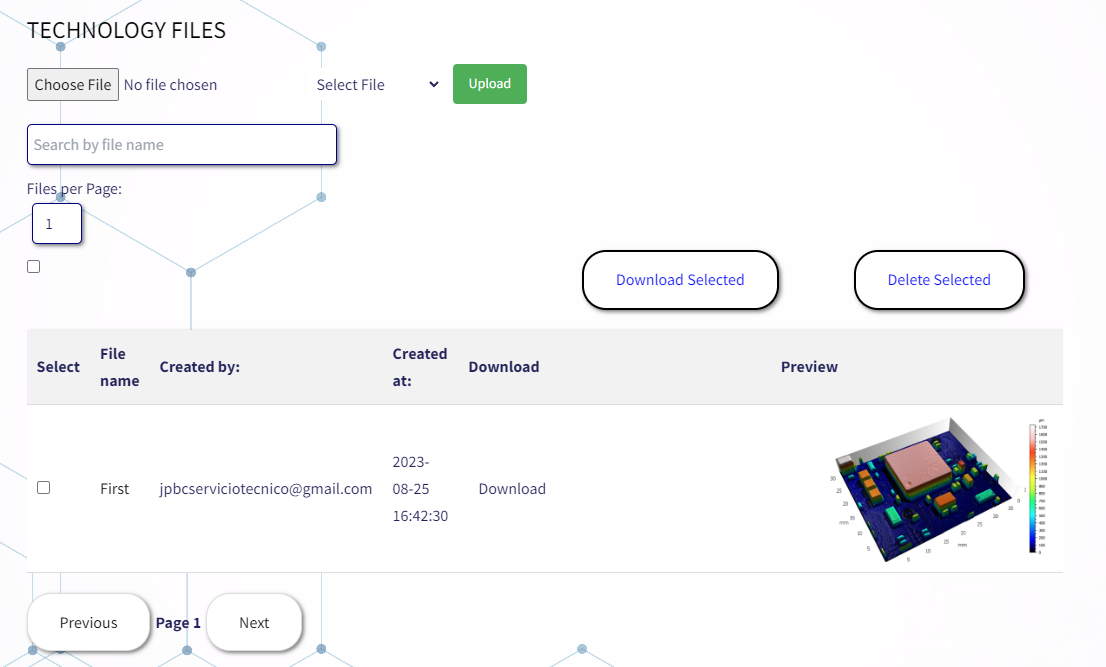 TECHNOLOGY FILES
Choose File No file chosen Select File Upload
Search by file name
Files per Page:
1
Download Selected Delete Selected
Select File name Created by: Created at: Download Preview
First jpbcserviciotecnico@gmail.com 2023-08-25 16:42:30 Download
Previous Page 1 Next